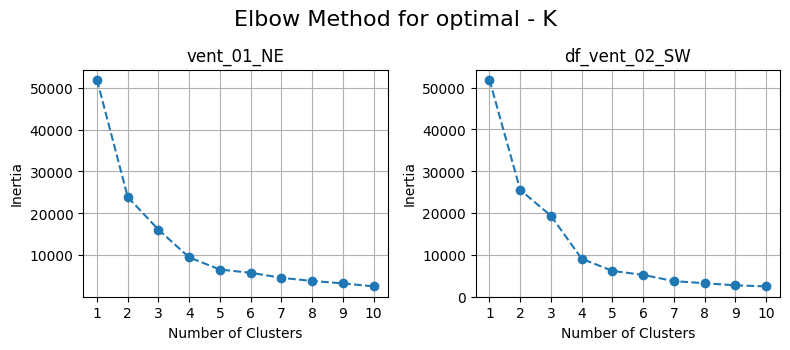 Elbow Method for optimal - K
vent_01_NE
50000
40000
30000
20000
10000
Inertia
1 2 3 4 5 6 7 8 9 10
Number of Clusters
df_vent_02_SW
50000
40000
30000
20000
10000
0
Inertia
1 2 3 4 5 6 7 8 9 10
Number of Clusters